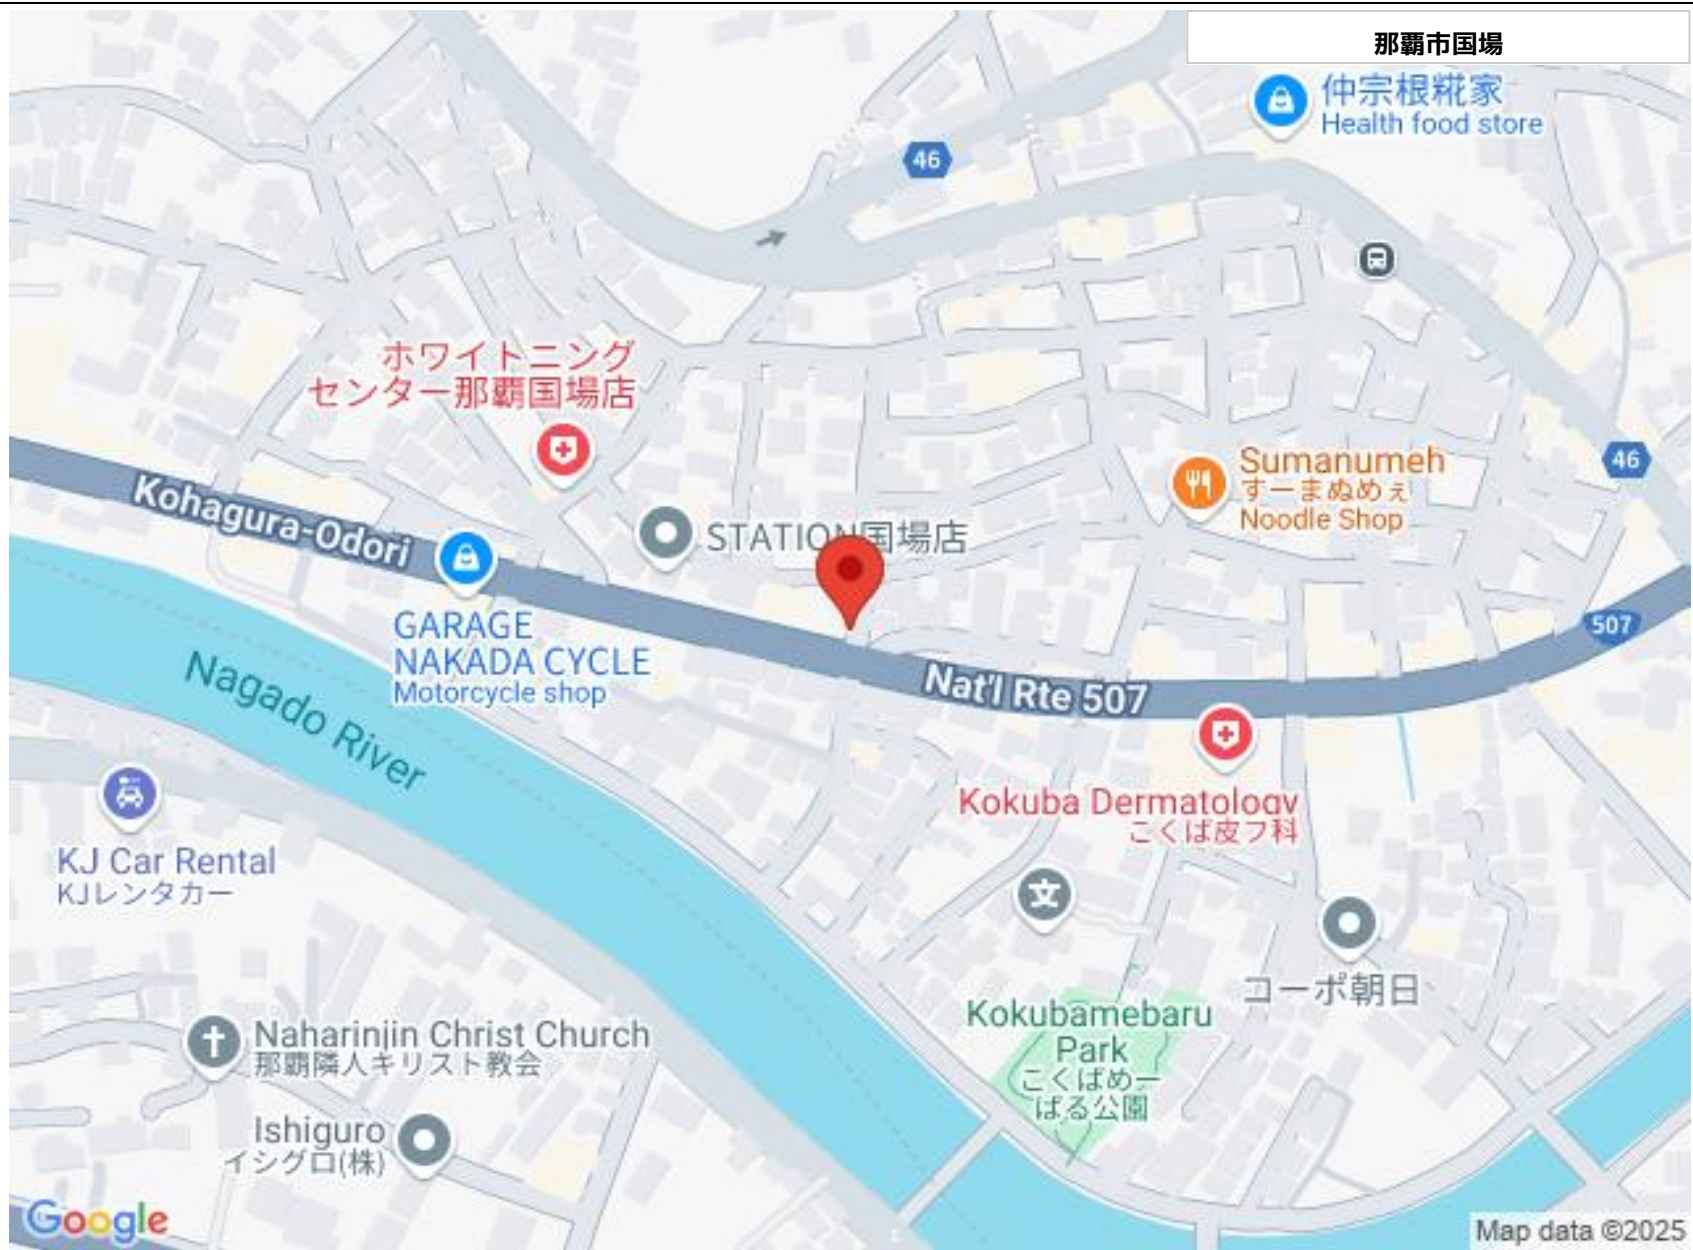 那覇市国場
仲宗根糀家
Health food store
46
ホワイトニング
センター那覇国場店
46
Sumanumeh
すーまぬめぇ
Noodle Shop
Kohagura-Odori
STATION国場店
GARAGE
NAKADA CYCLE
Motorcycle shop
507
Nat'l Rte 507
Nagado River
Kokuba Dermatology
こくば皮フ科
KJ Car Rental
KJレンタカー
文
コーポ朝日
Kokubamebaru
Park
こくばめー
ばる公園
Naharinjin Christ Church
那覇隣人キリスト教会
Ishiguro
イシグロ(株)
Google
Map data ©2025